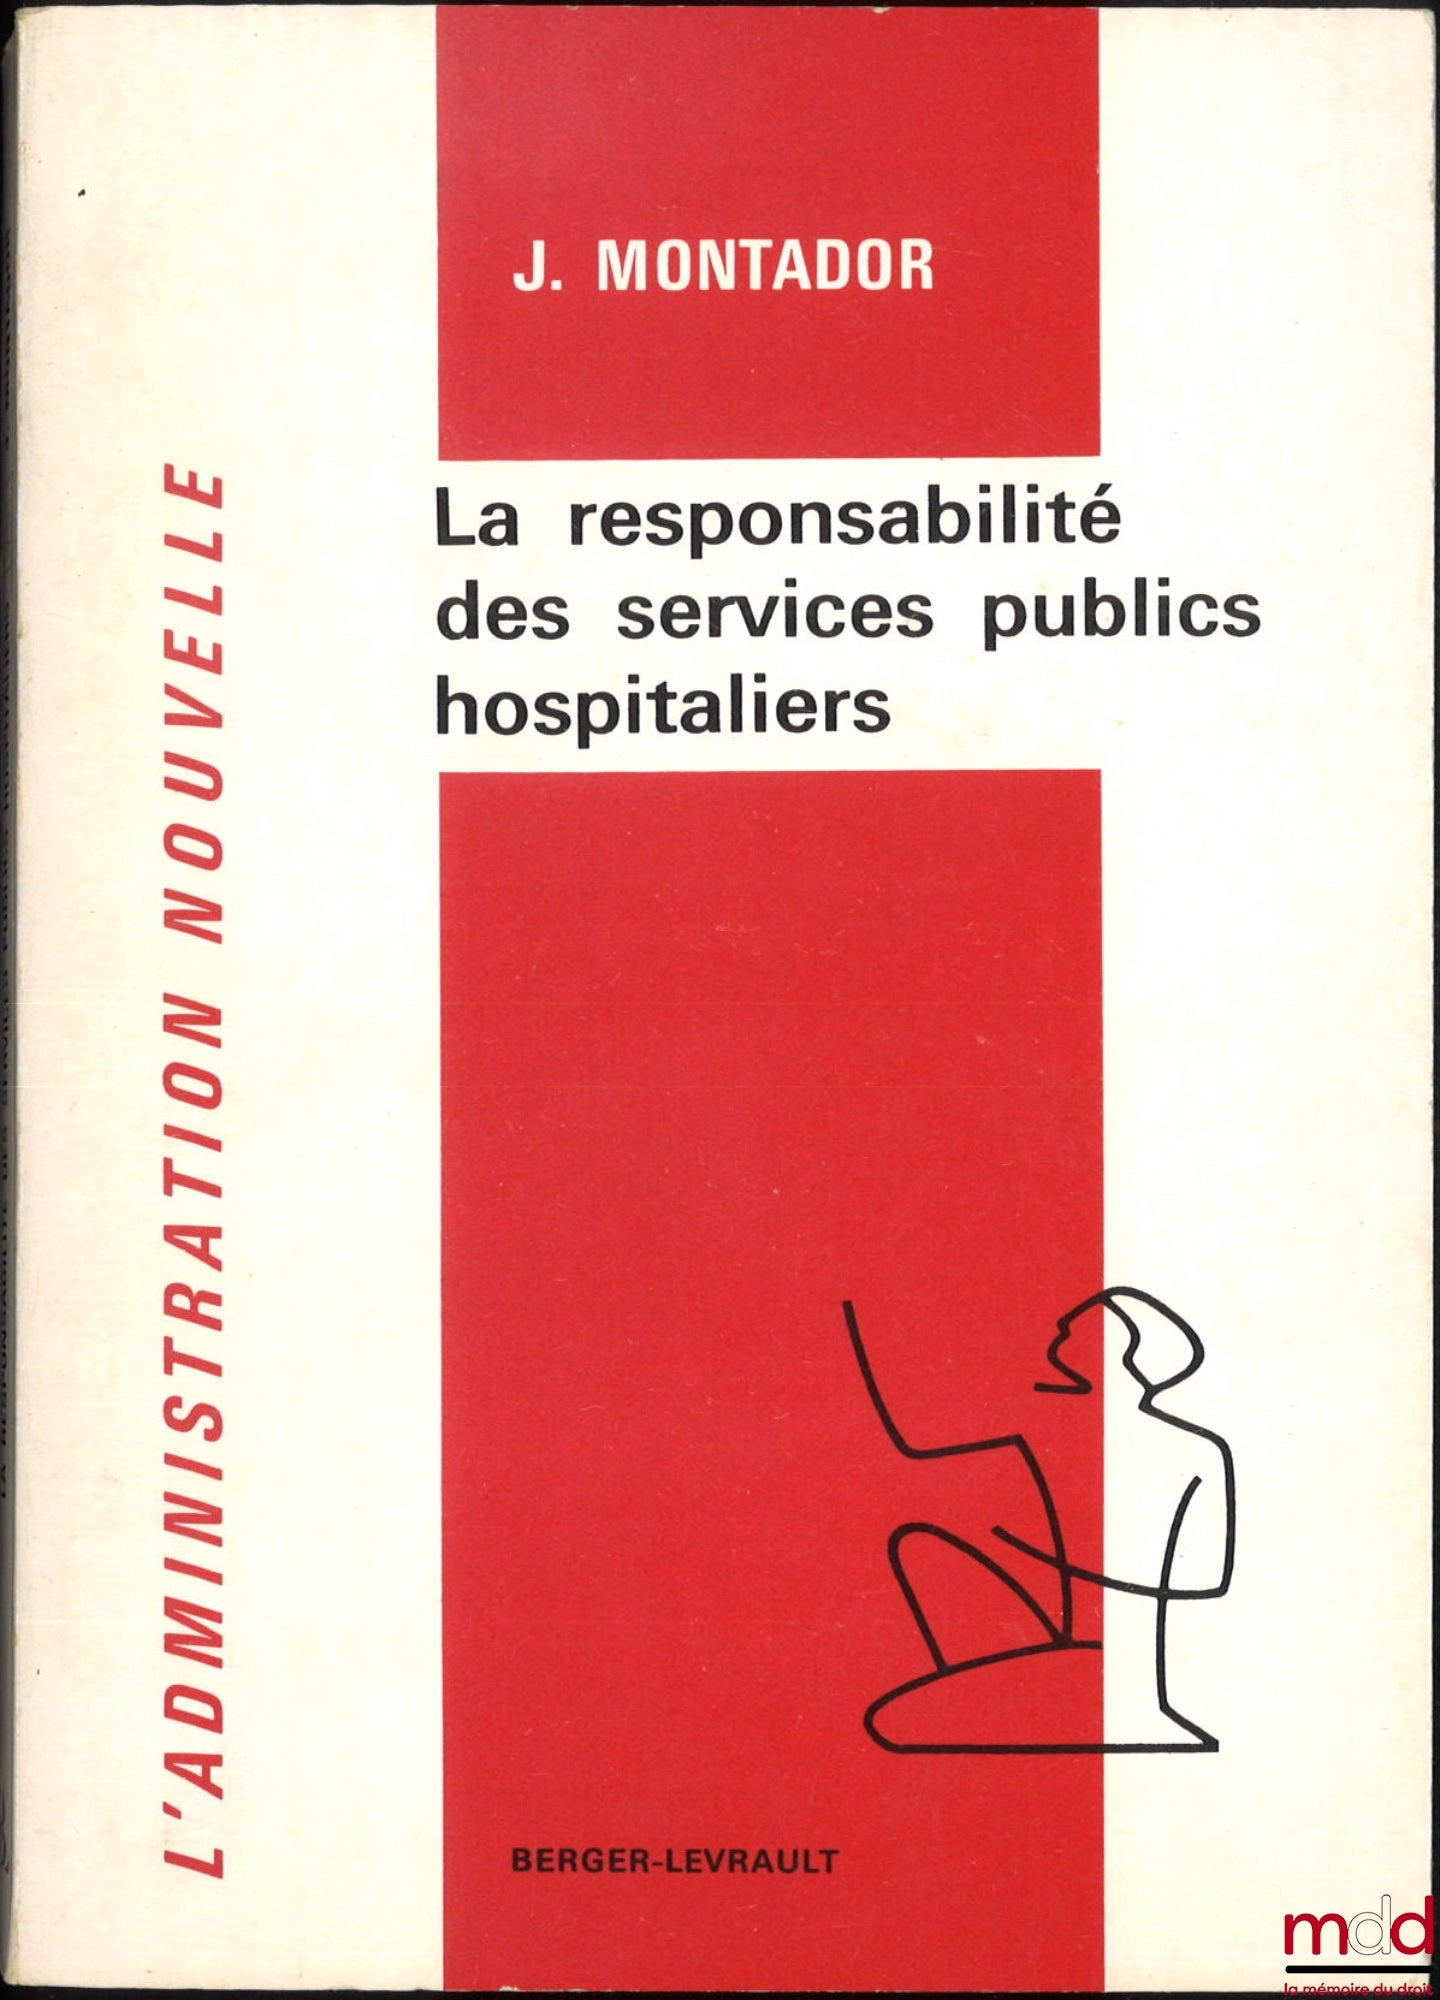 J. MONTADOR
La responsabilité
des services publics
hospitaliers
L'ADMINISTRATION NOUVELLE
BERGER-LEVRAULT
mdd
la mémoire du droit